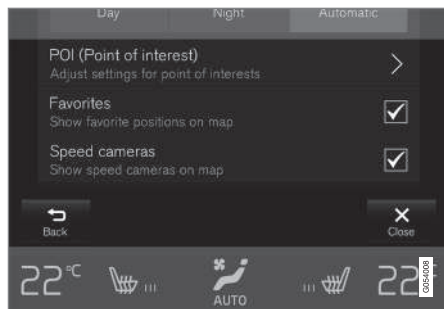 Day Night Automatic
POI (Point of interest)
Adjust settings for point of interests
Favorites
Show favorite positions on map
Speed cameras
Show speed cameras on map
Back Close
22°C AUTO 22°
G054008